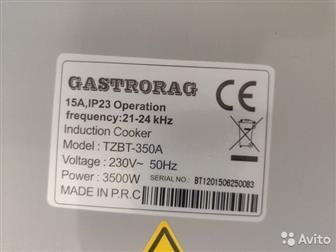 GASTRORAG
CE
15A,IP23 Operation
frequency:21-24 kHz
Induction Cooker
Model : TZBT-350A
Voltage : 230V~ 50Hz
Power : 3500W
SERIAL: BT1201506250083
MADE IN P.R.C
Avito